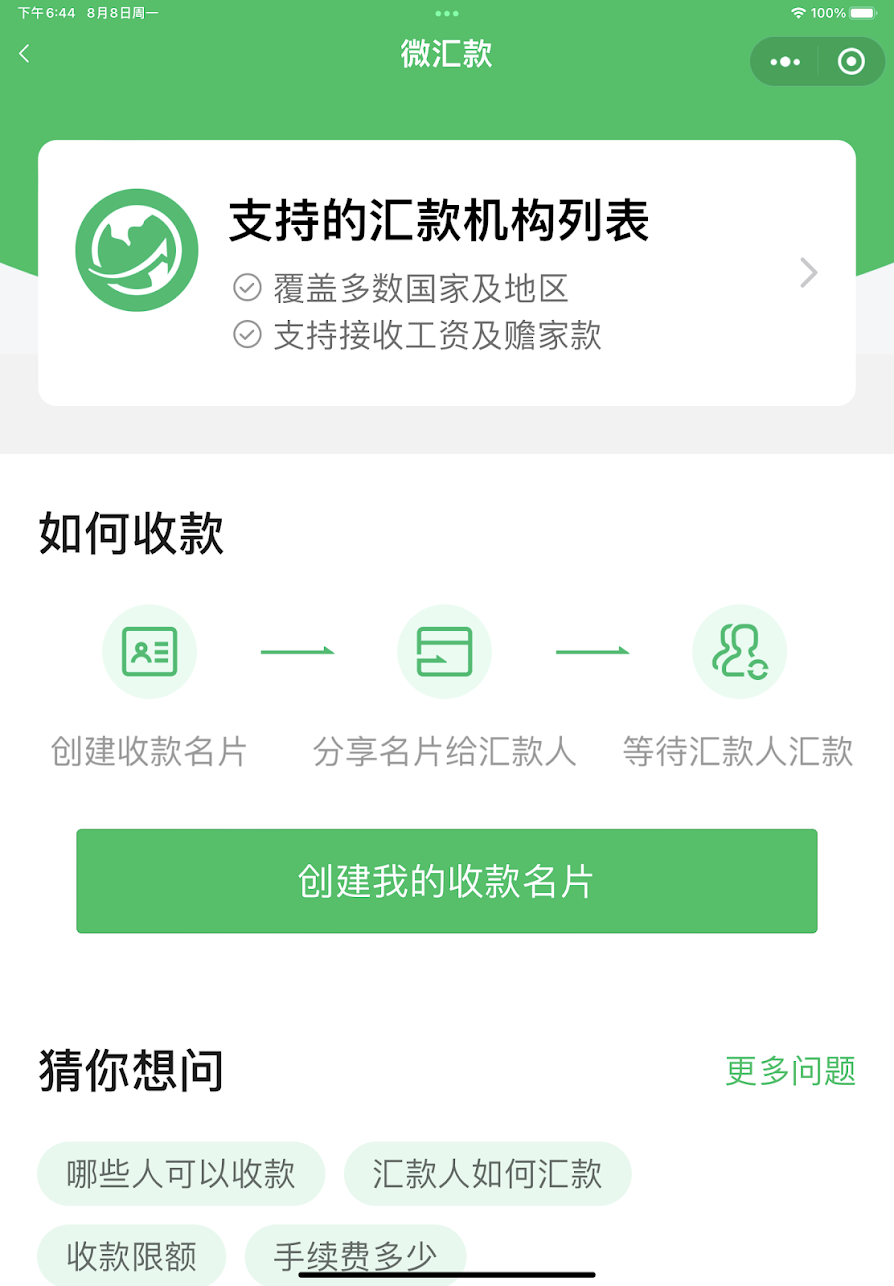 下午6:44 8月8日周一
100%
微汇款
支持的汇款机构列表
覆盖多数国家及地区
支持接收工资及赡家款
如何收款
创建收款名片 分享名片给汇款人 等待汇款人汇款
创建我的收款名片
猜你想问 更多问题
哪些人可以收款 汇款人如何汇款
收款限额 手续费多少